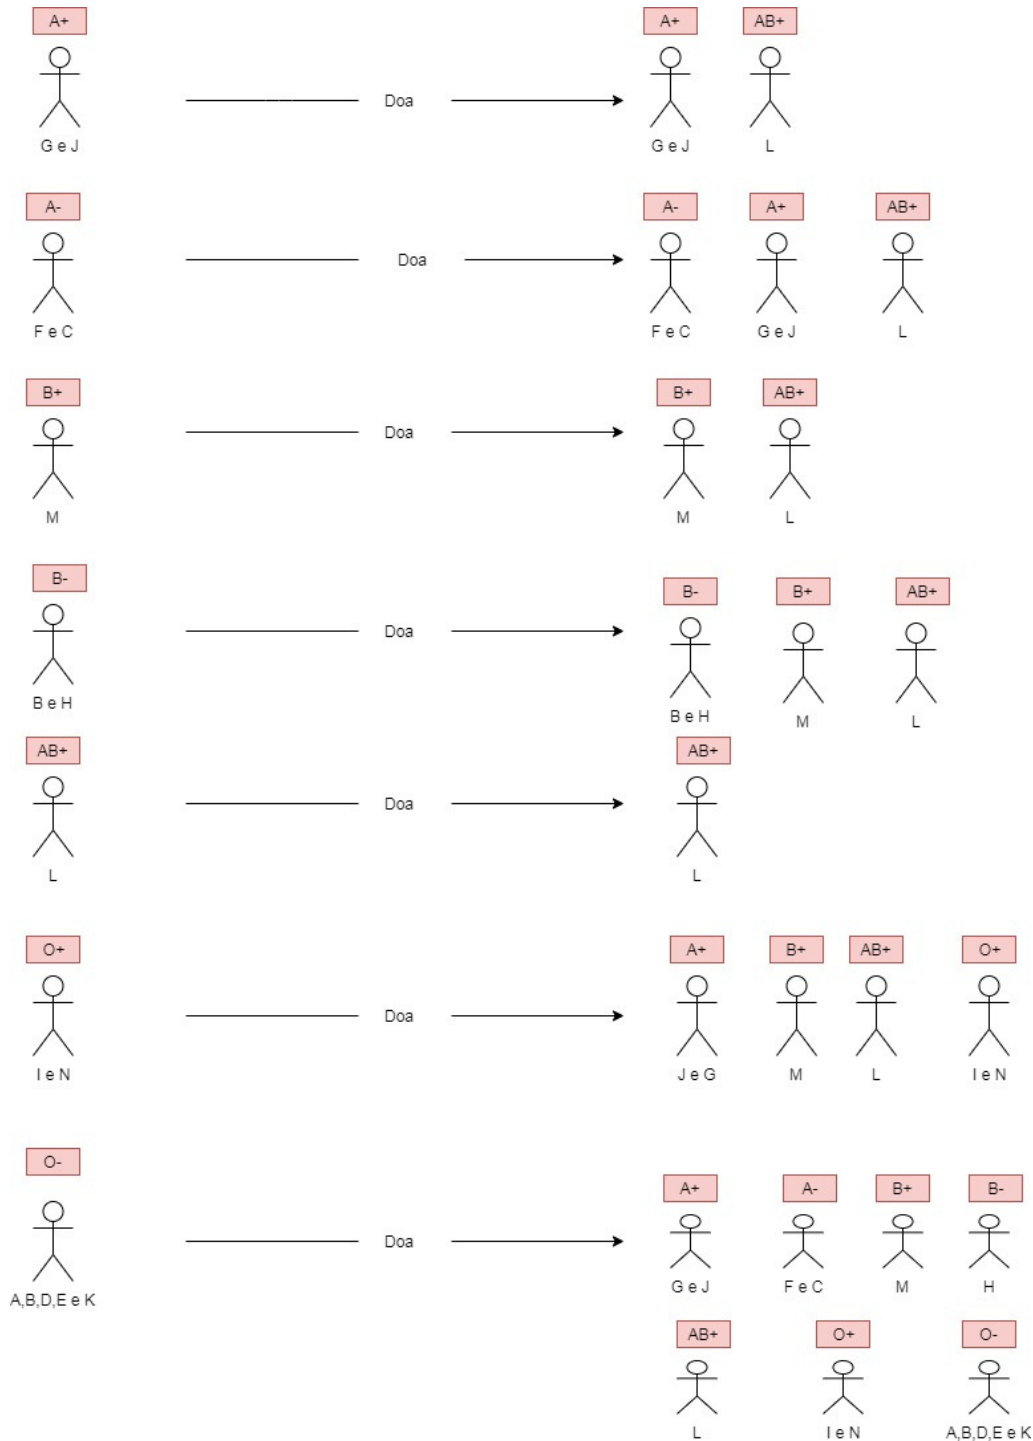 A+ A+ AB+
Doa
G e J G e J L
A- A- A+ AB+
Doa
F e C F e C G e J L
B+ B+ AB+
Doa
M M L
B- B- B+ AB+
Doa
B e H B e H M L
AB+ AB+
Doa
L L
O+ A+ B+ AB+ O+
Doa
I e N J e G M L I e N
O- A+ A- B+ B-
Doa
A,B,D,E e K G e J F e C M H
AB+ O+ O-
L I e N A,B,D,E e K